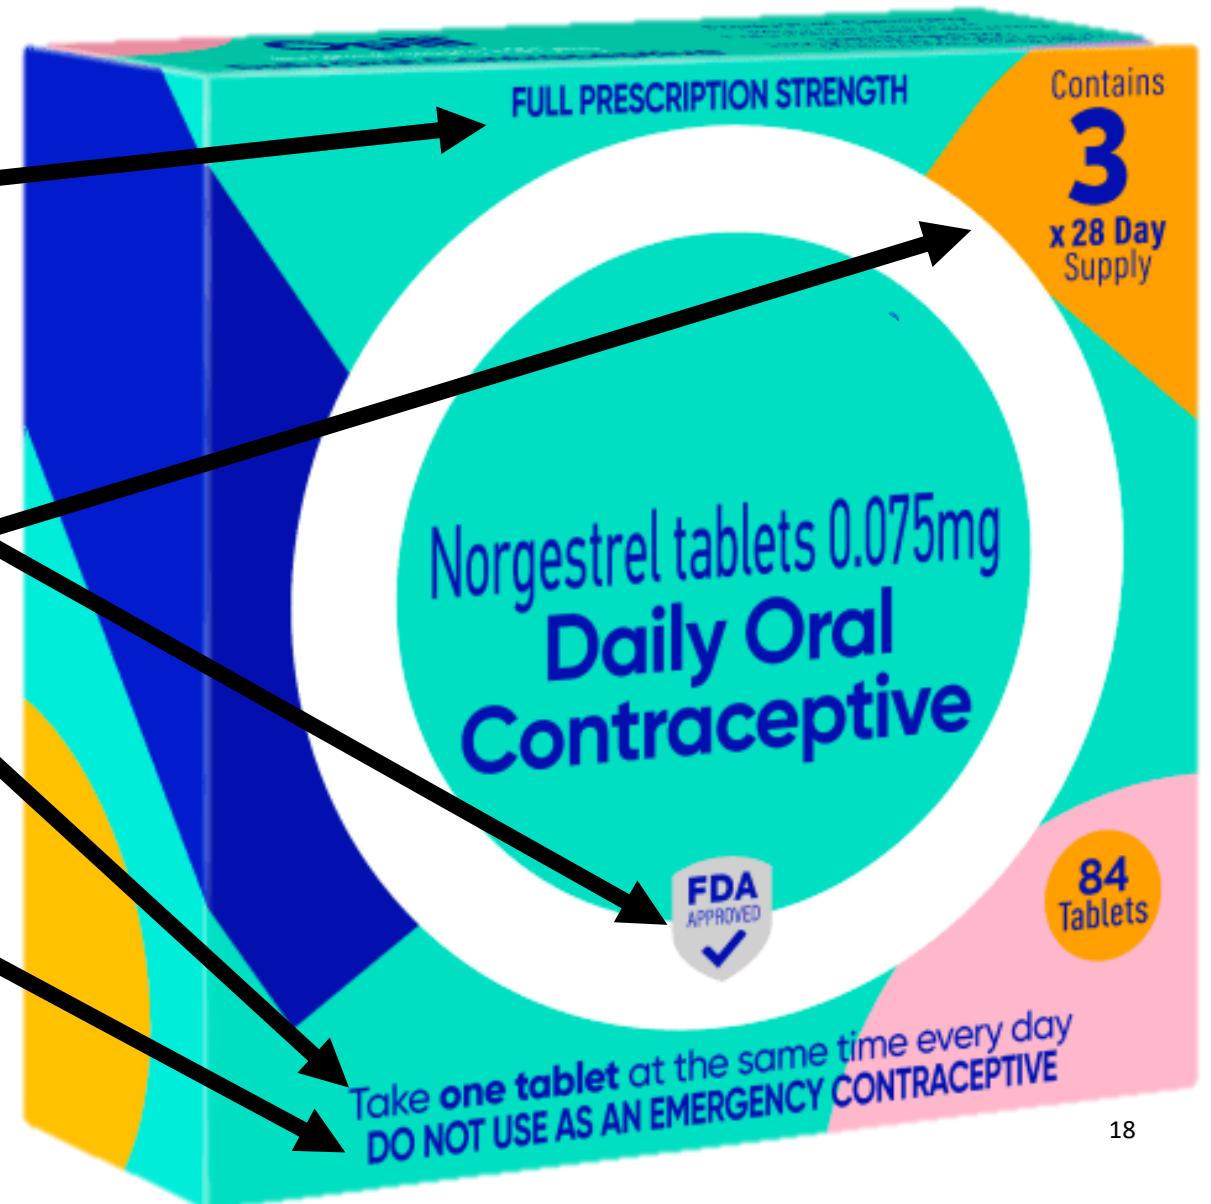 FULL PRESCRIPTION STRENGTH
Contains
3
x 28 Day
Supply
Norgestrel tablets 0.075mg
Daily Oral
Contraceptive
FDA
APPROVED
84
Tablets
Take one tablet at the same time every day
DO NOT USE AS AN EMERGENCY CONTRACEPTIVE
18